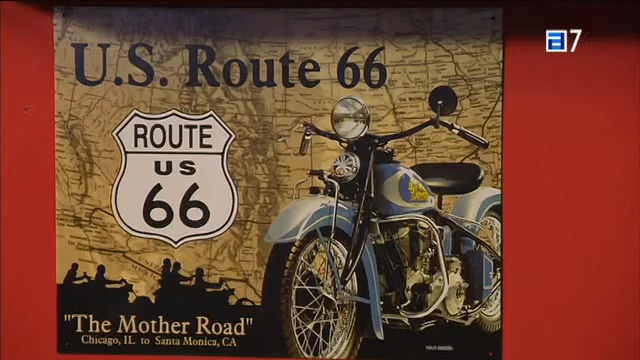 a7
U.S. Route 66
ROUTE
US
66
"The Mother Road"
Chicago, IL to Santa Monica, CA